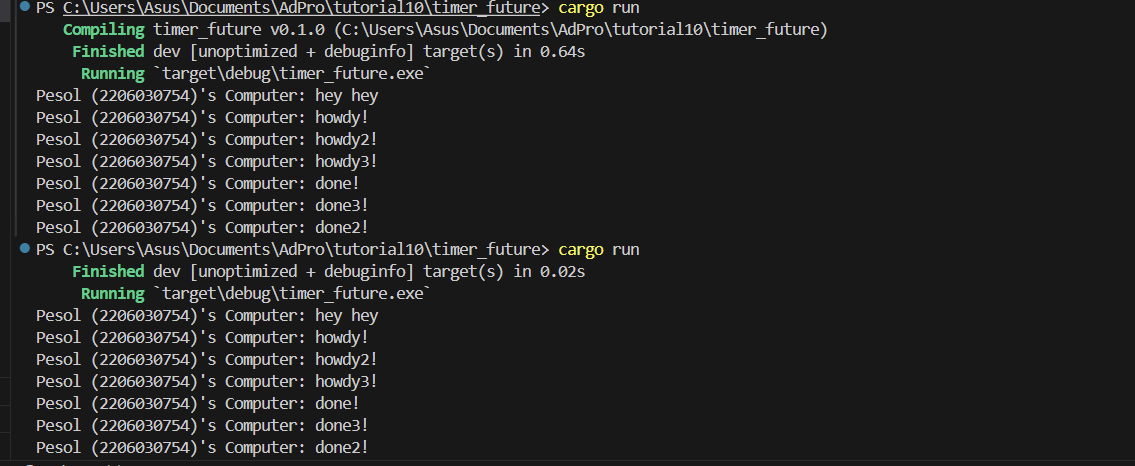 PS C:\Users\Asus\Documents\AdPro\tutorial10\timer_future> cargo run
Compiling timer_future v0.1.0 (C:\Users\Asus\Documents\AdPro\tutorial10\timer_future)
Finished dev [unoptimized + debuginfo] target(s) in 0.64s
Running `target\debug\timer_future.exe`
Pesol (2206030754)'s Computer: hey hey
Pesol (2206030754)'s Computer: howdy!
Pesol (2206030754)'s Computer: howdy2!
Pesol (2206030754)'s Computer: howdy3!
Pesol (2206030754)'s Computer: done!
Pesol (2206030754)'s Computer: done3!
Pesol (2206030754)'s Computer: done2!
PS C:\Users\Asus\Documents\AdPro\tutorial10\timer_future> cargo run
Finished dev [unoptimized + debuginfo] target(s) in 0.02s
Running `target\debug\timer_future.exe`
Pesol (2206030754)'s Computer: hey hey
Pesol (2206030754)'s Computer: howdy!
Pesol (2206030754)'s Computer: howdy2!
Pesol (2206030754)'s Computer: howdy3!
Pesol (2206030754)'s Computer: done!
Pesol (2206030754)'s Computer: done3!
Pesol (2206030754)'s Computer: done2!